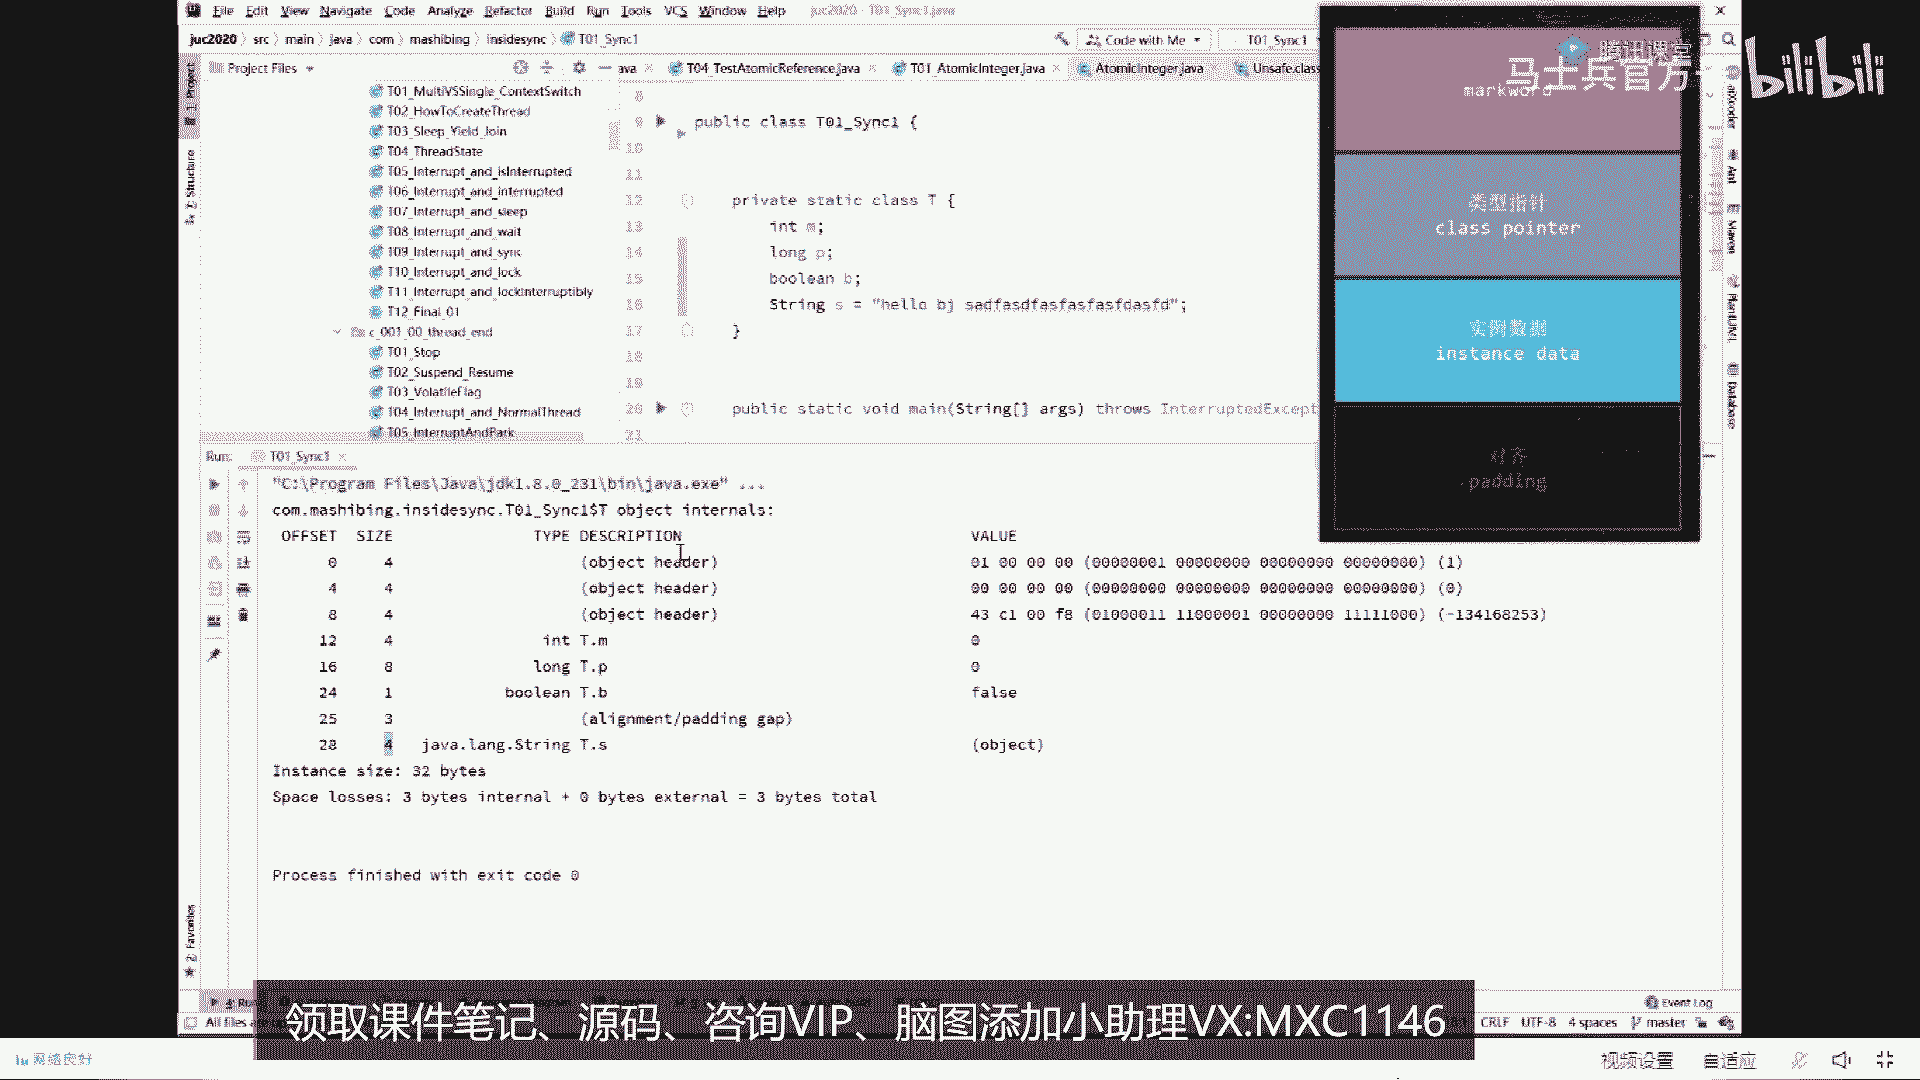 File Edit View Navigate Code Analyze Refactor Build Run Tools VCS Window Help juc2020 - T01_Sync1.java
juc2020 src main java com mashibing insidesync T01_Sync1
Code with Me T01_Sync1
Project Files
ava T04_TestAtomicReference.java T01_AtomicInteger.java AtomicInteger.java Unsafe.class
T01_MultiVSSingle_ContextSwitch
T02_HowToCreateThread
T03_Sleep_Yield_Join
T04_ThreadState
T05_Interrupt_and_isInterrupted
T06_Interrupt_and_interrupted
T07_Interrupt_and_sleep
T08_Interrupt_and_wait
T09_Interrupt_and_sync
T10_Interrupt_and_lock
T11_Interrupt_and_lockInterruptibly
T12_Final_01
c_001_00_thread_end
T01_Stop
T02_Suspend_Resume
T03_VolatileFlag
T04_Interrupt_and_NormalThread
T05_InterruptAndPark
8
9 public class T01_Sync1 {
10
11
12 private static class T {
13 int m;
14 long p;
15 boolean b;
16 String s = "hello bj sadfasdfasfasfasfdasfd";
17 }
18
19
20 public static void main(String[] args) throws InterruptedExcept
21
腾讯课堂
马士兵官方
bilibili
markword
类型指针
class pointer
实例数据
instance data
对齐
padding
1: Project
7: Structure
2: Favorites
Ant
Maven
PlantUML
Database
Run: T01_Sync1
"C:\Program Files\Java\jdk1.8.0_231\bin\java.exe" ...
com.mashibing.insidesync.T01_Sync1$T object internals:
OFFSET SIZE TYPE DESCRIPTION VALUE
0 4 (object header) 01 00 00 00 (00000001 00000000 00000000 00000000) (1)
4 4 (object header) 00 00 00 00 (00000000 00000000 00000000 00000000) (0)
8 4 (object header) 43 c1 00 f8 (01000011 11000001 00000000 11111000) (-134168253)
12 4 int T.m 0
16 8 long T.p 0
24 1 boolean T.b false
25 3 (alignment/padding gap)
28 4 java.lang.String T.s (object)
Instance size: 32 bytes
Space losses: 3 bytes internal + 0 bytes external = 3 bytes total
Process finished with exit code 0
4: Run
Event Log
All files are
CRLF UTF-8 4 spaces master
领取课件笔记、源码、咨询VIP、脑图添加小助理VX:MXC1146
网络良好
视频设置 自适应